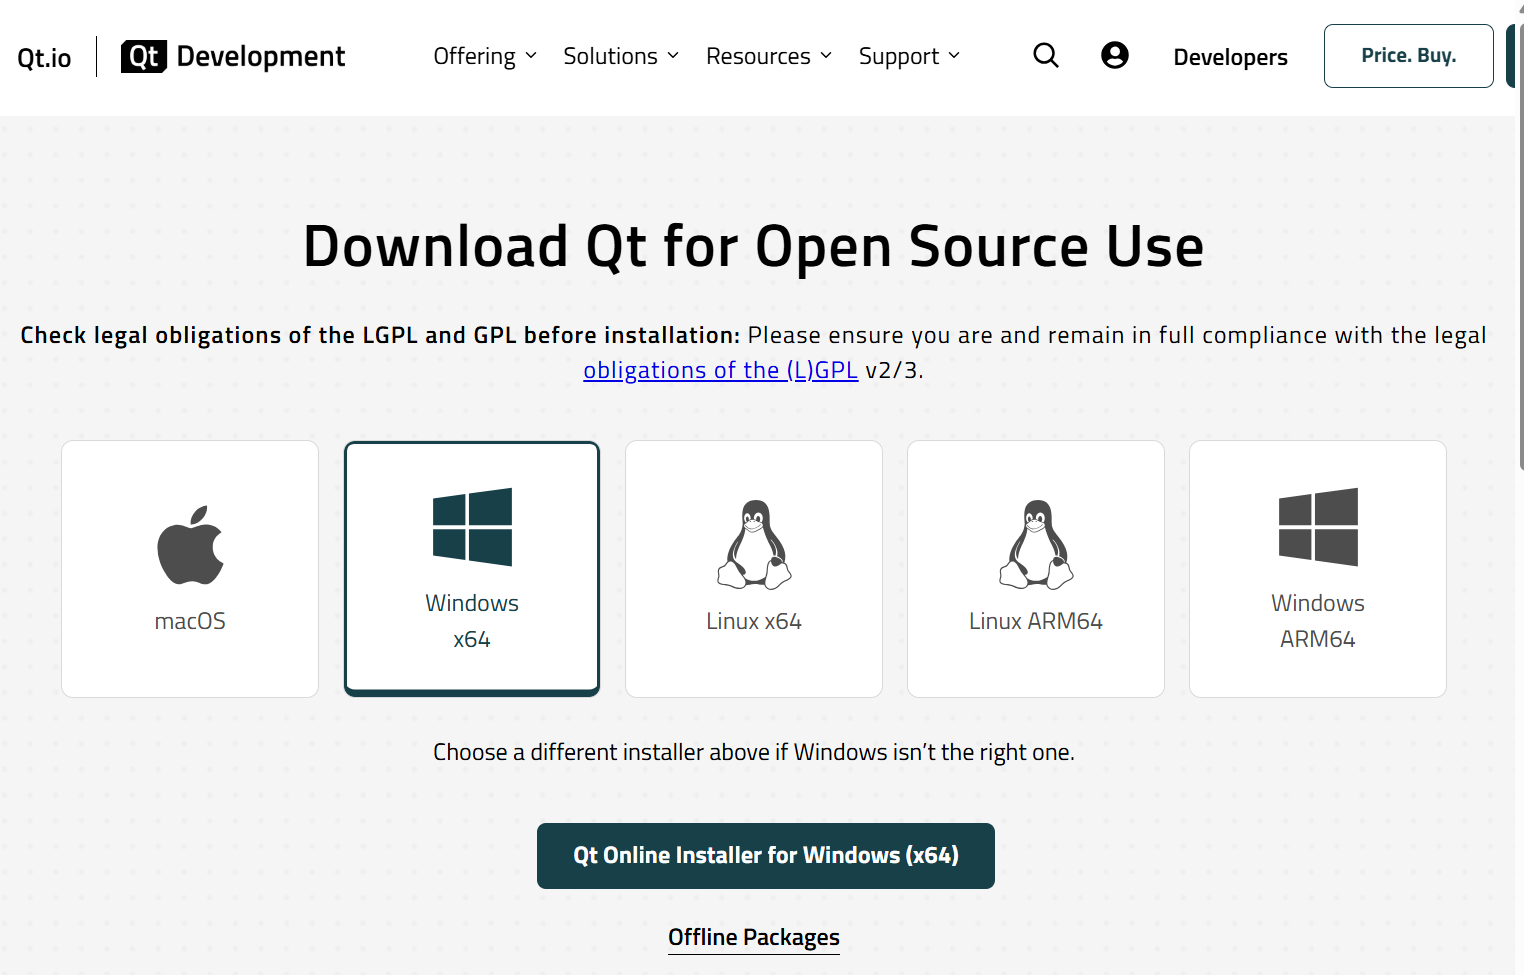 Qt.io
Qt Development
Offering
Solutions
Resources
Support
Developers
Price. Buy.
Download Qt for Open Source Use
Check legal obligations of the LGPL and GPL before installation: Please ensure you are and remain in full compliance with the legal
obligations of the (L)GPL v2/3.
macOS
Windows
x64
Linux x64
Linux ARM64
Windows
ARM64
Choose a different installer above if Windows isn’t the right one.
Qt Online Installer for Windows (x64)
Offline Packages